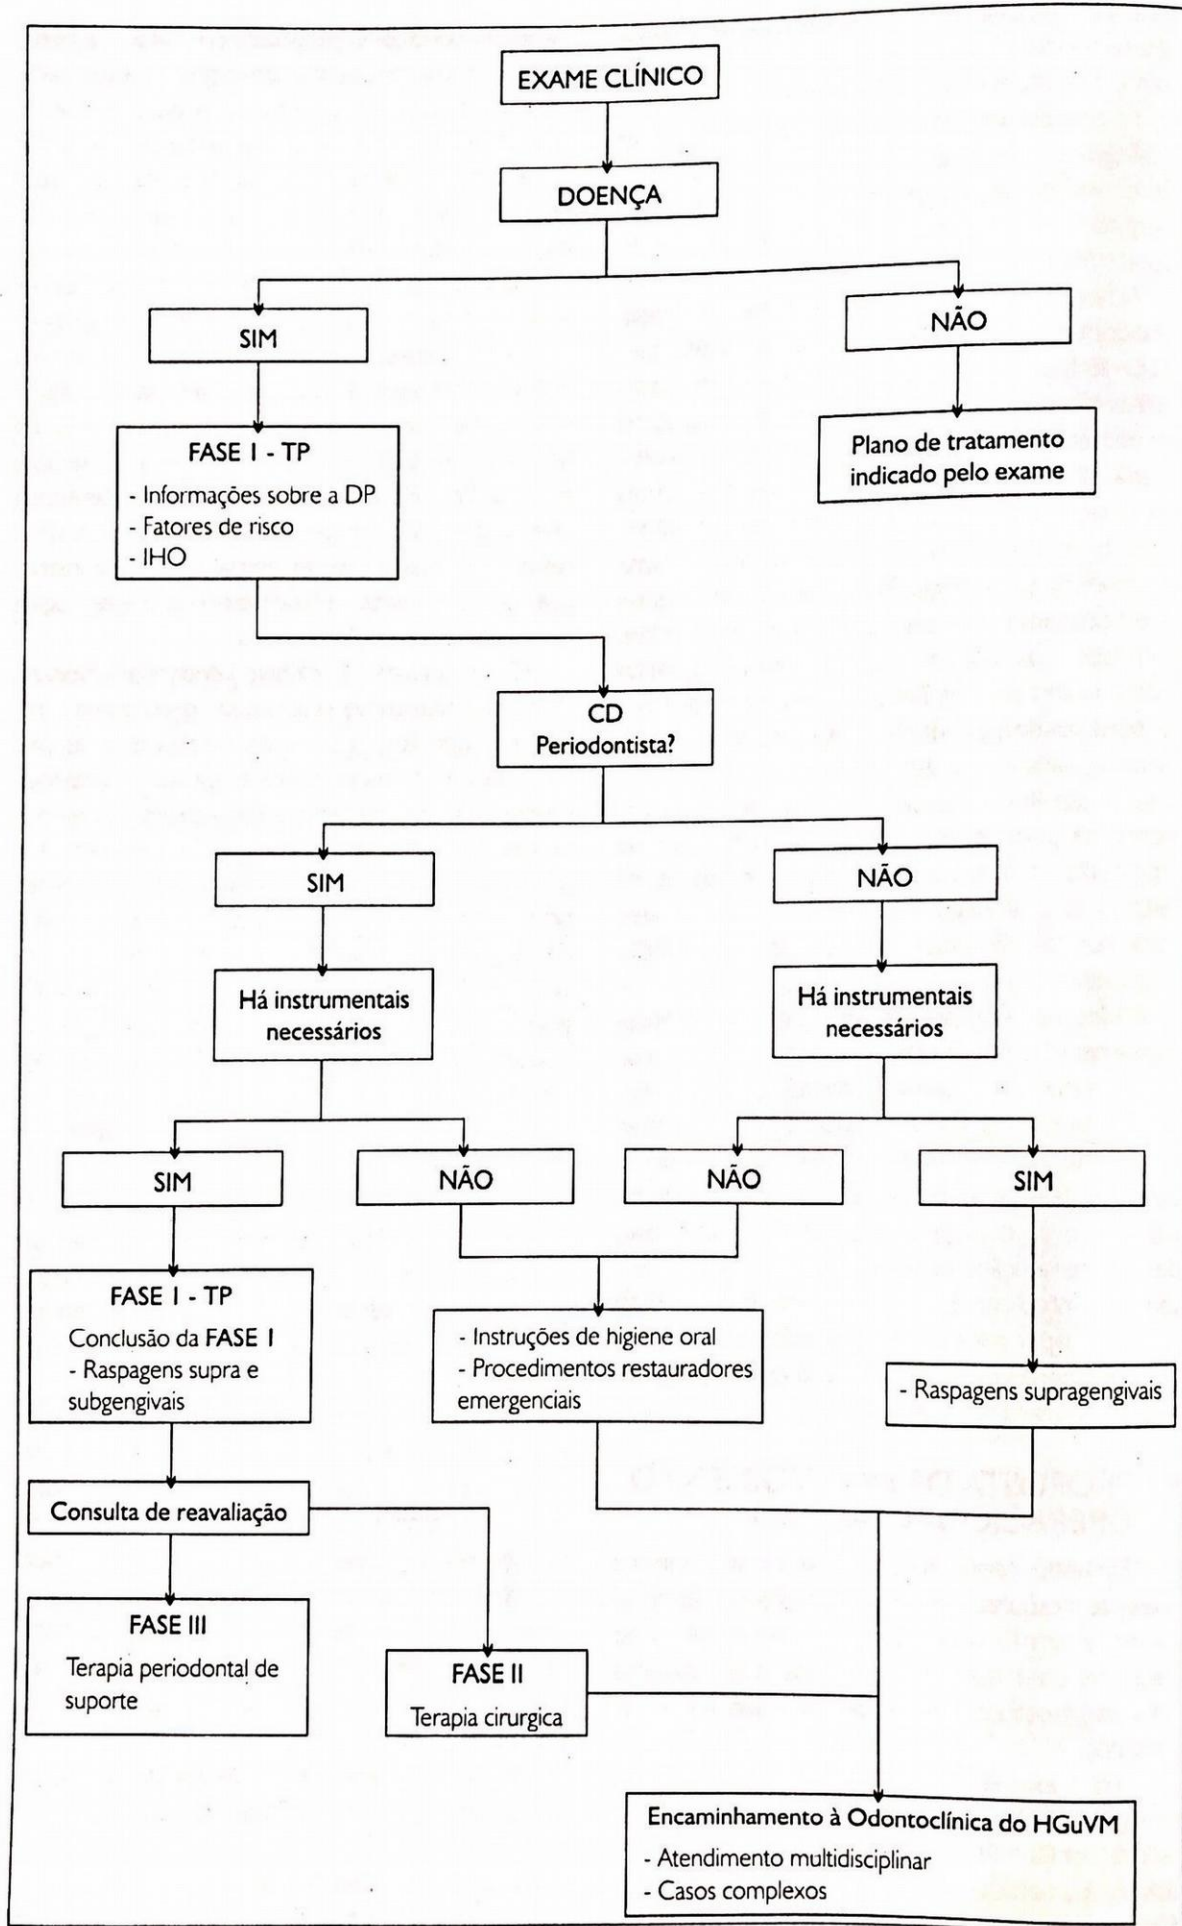 EXAME CLÍNICO
DOENÇA
SIM
NÃO
FASE I - TP
- Informações sobre a DP
- Fatores de risco
- IHO
Plano de tratamento
indicado pelo exame
CD
Periodontista?
SIM
NÃO
Há instrumentais
necessários
Há instrumentais
necessários
SIM
NÃO
NÃO
SIM
FASE I - TP
Conclusão da FASE I
- Raspagens supra e
subgengivais
- Instruções de higiene oral
- Procedimentos restauradores
emergenciais
- Raspagens supragengivais
Consulta de reavaliação
FASE III
Terapia periodontal de
suporte
FASE II
Terapia cirurgica
Encaminhamento à Odontoclínica do HGuVM
- Atendimento multidisciplinar
- Casos complexos